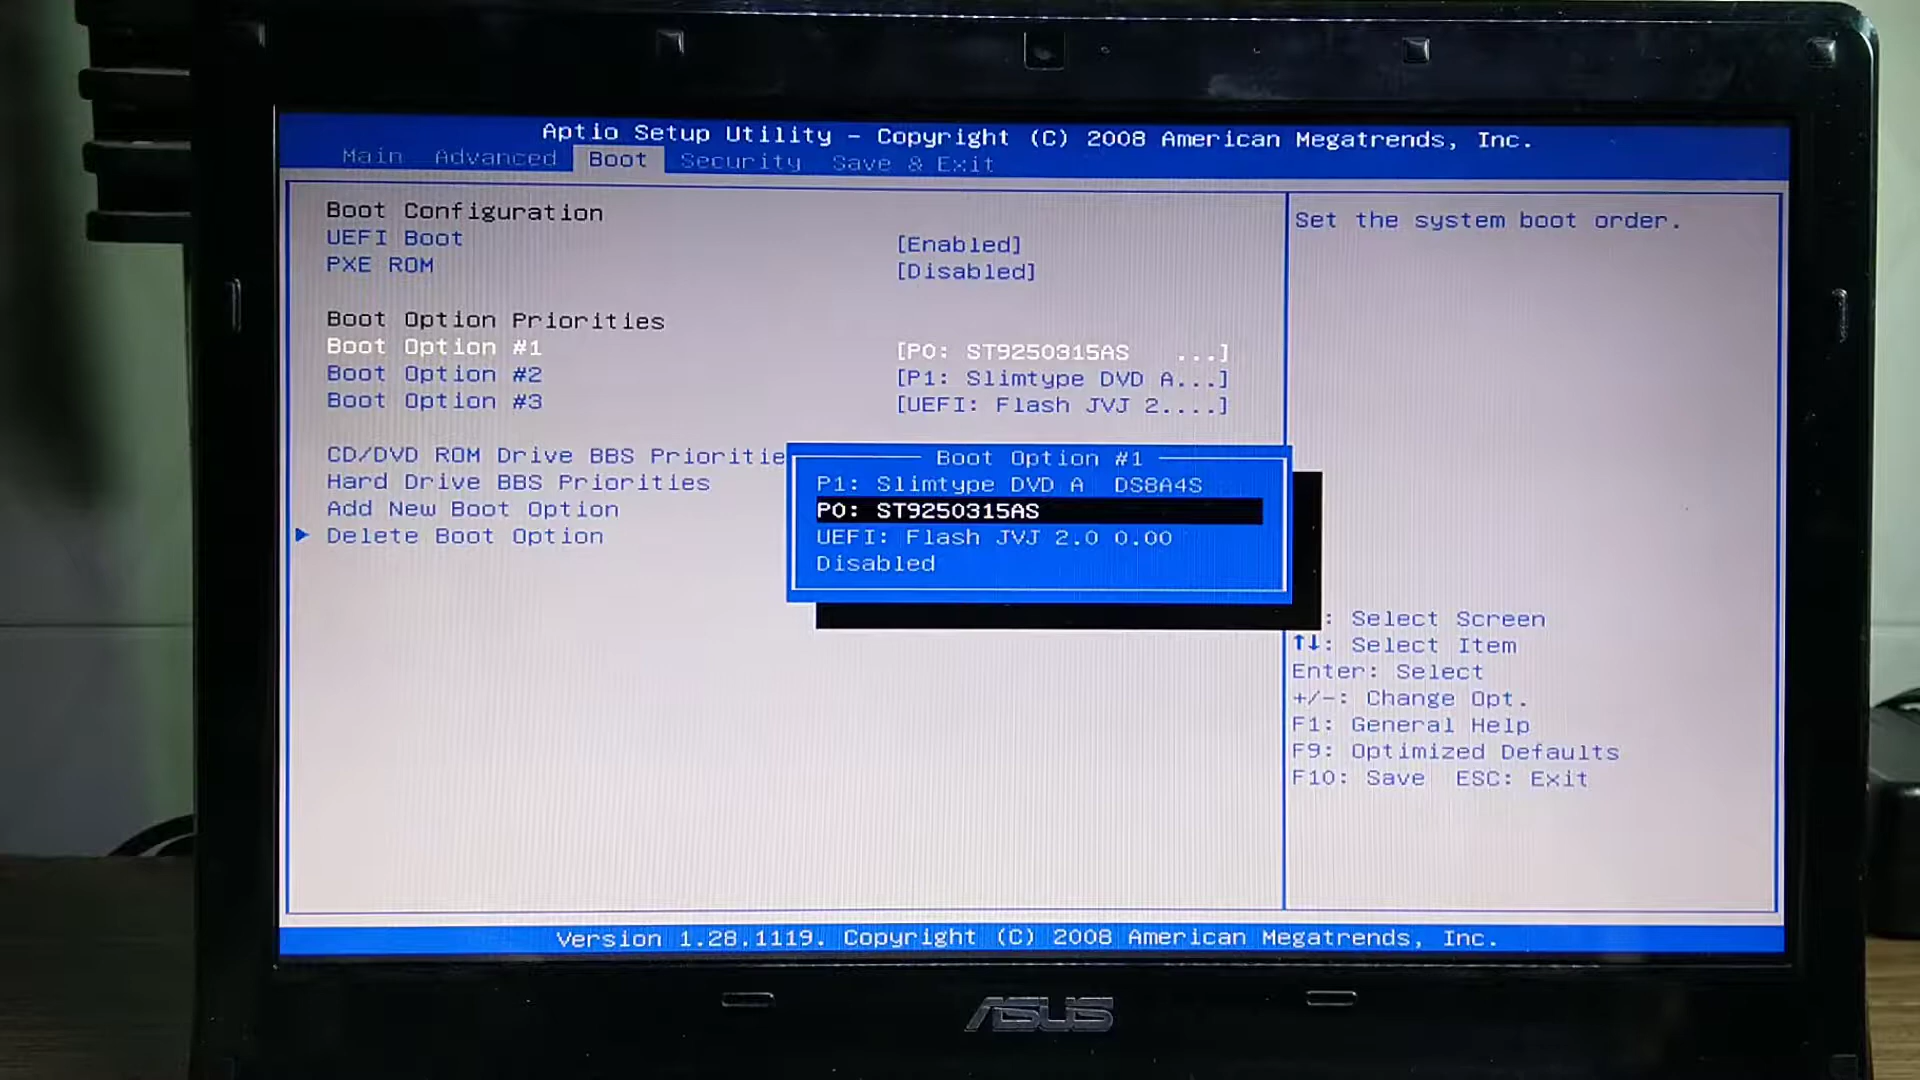 Aptio Setup Utility - Copyright (C) 2008 American Megatrends, Inc.
Main Advanced Boot Security Save & Exit
Boot Configuration
UEFI Boot [Enabled]
PXE ROM [Disabled]
Boot Option Priorities
Boot Option #1 [P0: ST9250315AS ...]
Boot Option #2 [P1: Slimtype DVD A...]
Boot Option #3 [UEFI: Flash JVJ 2....]
CD/DVD ROM Drive BBS Prioritie
Hard Drive BBS Priorities
Add New Boot Option
Delete Boot Option
Boot Option #1
P1: Slimtype DVD A DS8A4S
P0: ST9250315AS
UEFI: Flash JVJ 2.0 0.00
Disabled
Set the system boot order.
: Select Screen
↑↓: Select Item
Enter: Select
+/-: Change Opt.
F1: General Help
F9: Optimized Defaults
F10: Save ESC: Exit
Version 1.28.1119. Copyright (C) 2008 American Megatrends, Inc.
ASUS